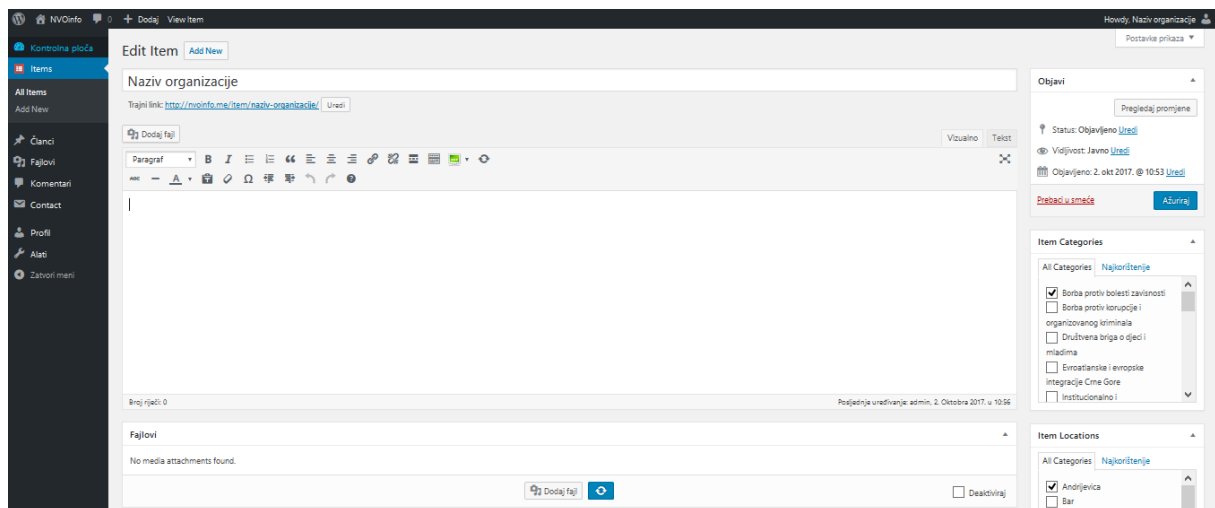 NVOinfo 0 + Dodaj View Item Howdy, Naziv organizacije
Postavke prikaza ▼
Kontrolna ploča
Items
All Items
Add New
Članci
Fajlovi
Komentari
Contact
Profil
Alati
Zatvori meni
Edit Item Add New
Naziv organizacije
Trajni link: http://nvoinfo.me/item/naziv-organizacije/ Uredi
Dodaj fajl
Vizualno Tekst
Paragraf B I
ABC A Ω
Broj riječi: 0 Posljednje uređivanje: admin, 2. Oktobra 2017. u 10:56
Fajlovi
No media attachments found.
Dodaj fajl Deaktiviraj
Objavi
Pregledaj promjene
Status: Objavljeno Uredi
Vidljivost: Javno Uredi
Objavljeno: 2. okt 2017. @ 10:53 Uredi
Prebaci u smeće Ažuriraj
Item Categories
All Categories Najkorištenije
Borba protiv bolesti zavisnosti
Borba protiv korupcije i
organizovanog kriminala
Društvena briga o djeci i
mladima
Evroatlanske i evropske
integracije Crne Gore
Institucionalno i
Item Locations
All Categories Najkorištenije
Andrijevica
Bar